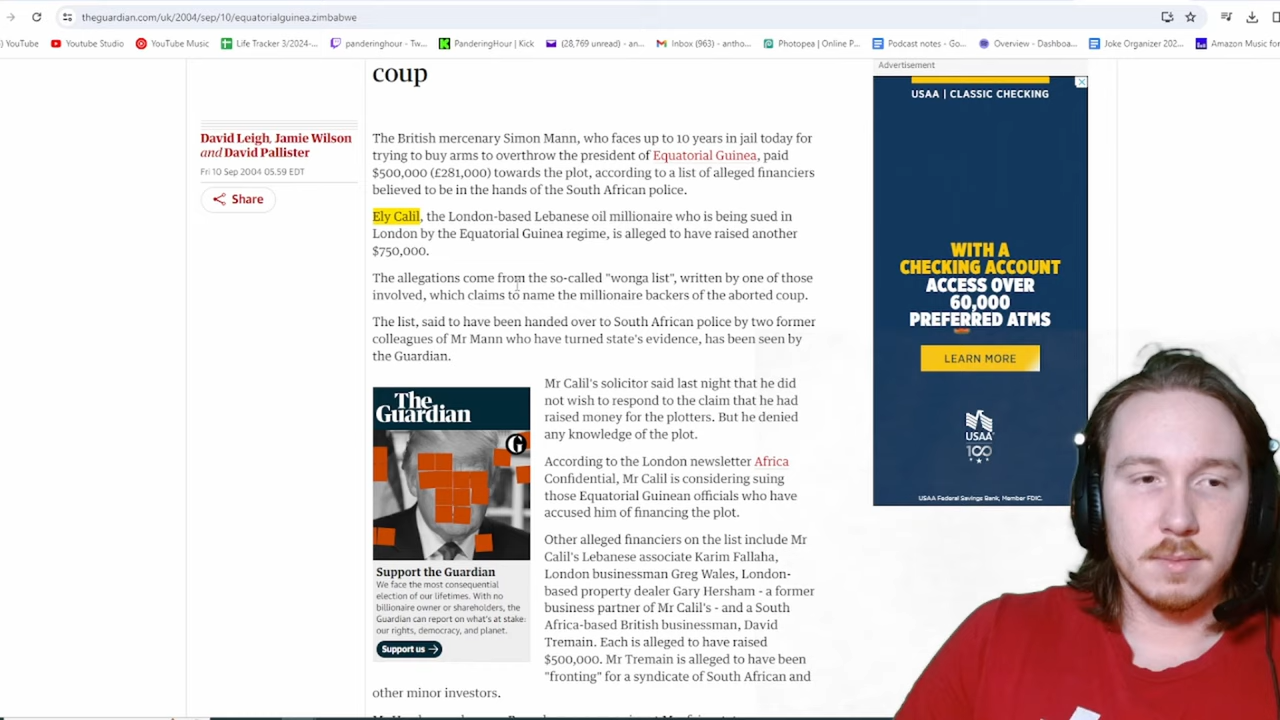 theguardian.com/uk/2004/sep/10/equatorialguinea.zimbabwe
) YouTube
YouTube Studio
YouTube Music
Life Tracker 3/2024-...
panderinghour - Tw...
PanderingHour | Kick
(28,769 unread) - an...
Inbox (963) - antho...
Photopea | Online P...
Podcast notes - Go...
Overview - Dashboa...
Joke Organizer 202...
Amazon Music for
coup
David Leigh, Jamie Wilson
and David Pallister
Fri 10 Sep 2004 05.59 EDT
Share
The British mercenary Simon Mann, who faces up to 10 years in jail today for
trying to buy arms to overthrow the president of Equatorial Guinea, paid
$500,000 (£281,000) towards the plot, according to a list of alleged financiers
believed to be in the hands of the South African police.
Ely Calil, the London-based Lebanese oil millionaire who is being sued in
London by the Equatorial Guinea regime, is alleged to have raised another
$750,000.
The allegations come from the so-called "wonga list", written by one of those
involved, which claims to name the millionaire backers of the aborted coup.
The list, said to have been handed over to South African police by two former
colleagues of Mr Mann who have turned state's evidence, has been seen by
the Guardian.
Mr Calil's solicitor said last night that he did
not wish to respond to the claim that he had
raised money for the plotters. But he denied
any knowledge of the plot.
According to the London newsletter Africa
Confidential, Mr Calil is considering suing
those Equatorial Guinean officials who have
accused him of financing the plot.
Other alleged financiers on the list include Mr
Calil's Lebanese associate Karim Fallaha,
London businessman Greg Wales, London-
based property dealer Gary Hersham - a former
business partner of Mr Calil's - and a South
Africa-based British businessman, David
Tremain. Each is alleged to have raised
$500,000. Mr Tremain is alleged to have been
"fronting" for a syndicate of South African and
other minor investors.
The
Guardian
G
Support the Guardian
We face the most consequential
election of our lifetimes. With no
billionaire owner or shareholders, the
Guardian can report on what's at stake:
our rights, democracy, and planet.
Support us
Advertisement
USAA | CLASSIC CHECKING
WITH A
CHECKING ACCOUNT
ACCESS OVER
60,000
PREFERRED ATMS
LEARN MORE
USAA
100
USAA Federal Savings Bank, Member FDIC.